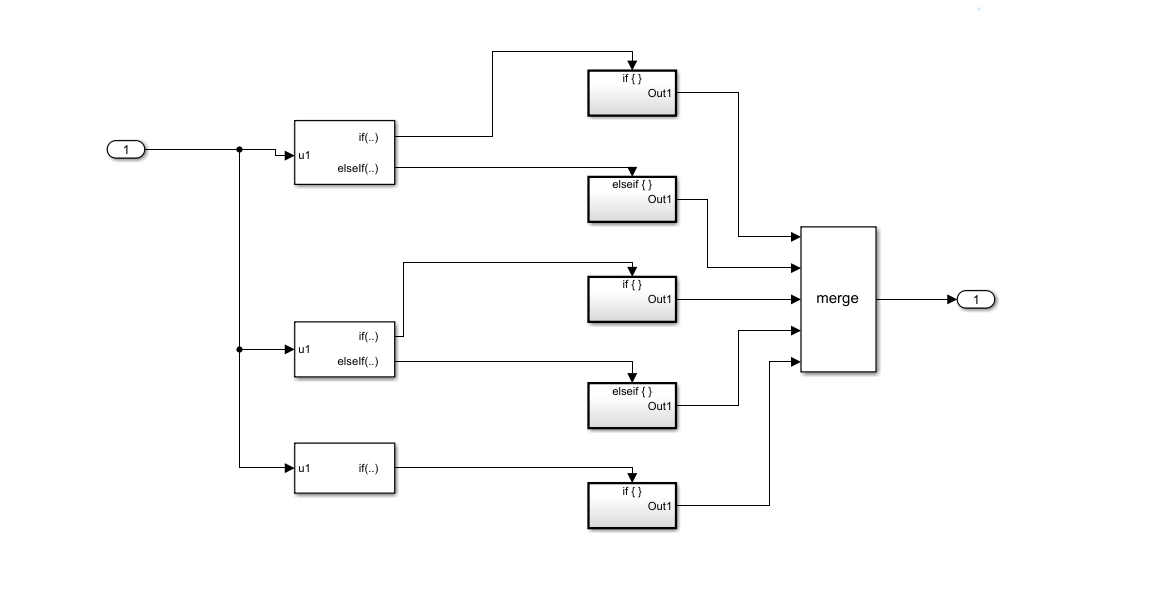 if { }
Out1
if(..)
1
u1
elseIf(..)
elseif { }
Out1
if { }
merge
Out1
1
if(..)
u1
elseIf(..)
elseif { }
Out1
u1
if(..)
if { }
Out1